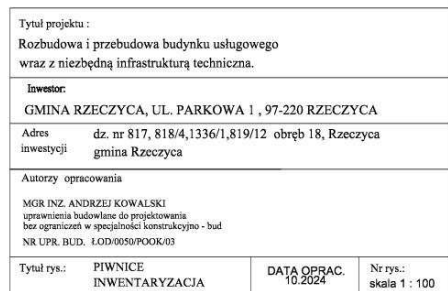 Tytuł projektu :
Rozbudowa i przebudowa budynku usługowego
wraz z niezbędną infrastrukturą techniczna.
Inwestor:
GMINA RZECZYCA, UL. PARKOWA 1 , 97-220 RZECZYCA
Adres inwestycji
dz. nr 817, 818/4,1336/1,819/12 obręb 18, Rzeczyca
gmina Rzeczyca
Autorzy opracowania
MGR INZ. ANDRZEJ KOWALSKI
uprawnienia budowlane do projektowania
bez ograniczeń w specjalności konstrukcyjno - bud
NR UPR. BUD. ŁOD/0050/POOK/03
Tytuł rys.:
PIWNICE
INWENTARYZACJA
DATA OPRAC.
10.2024
Nr rys.:
skala 1 : 100